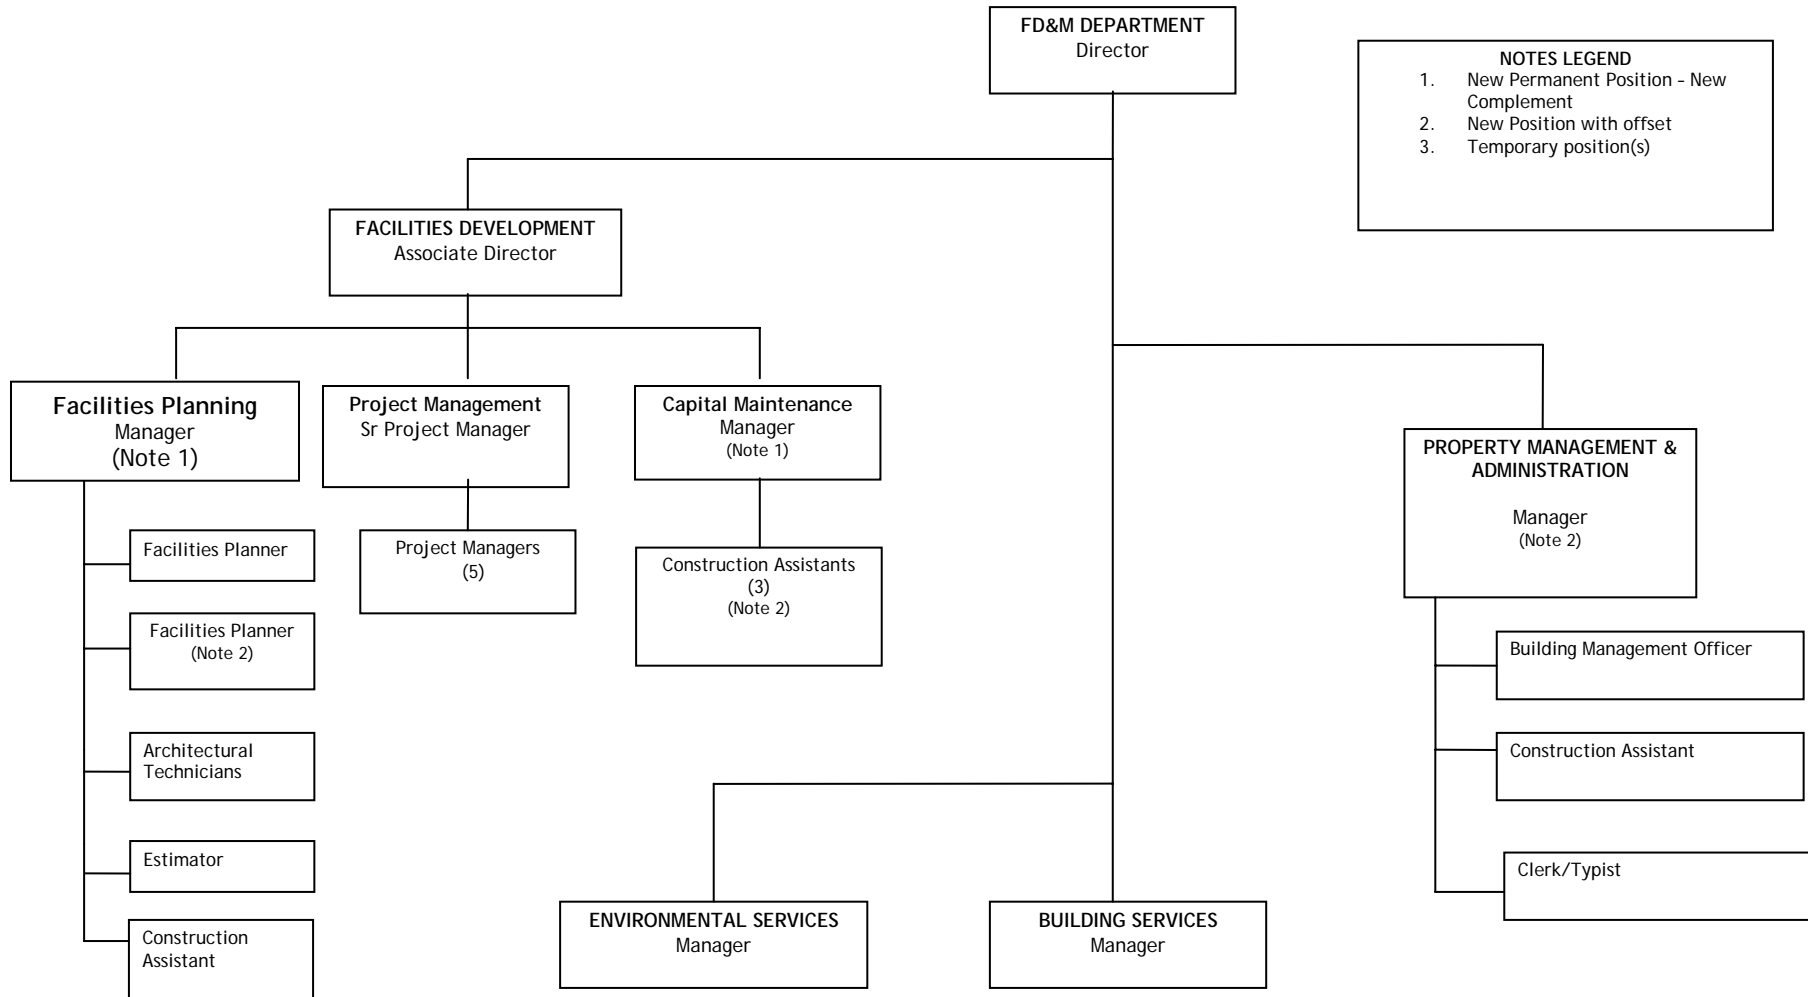 FD&M DEPARTMENT
Director
NOTES LEGEND
1. New Permanent Position – New
Complement
2. New Position with offset
3. Temporary position(s)
FACILITIES DEVELOPMENT
Associate Director
Facilities Planning
Manager
(Note 1)
Project Management
Sr Project Manager
Capital Maintenance
Manager
(Note 1)
PROPERTY MANAGEMENT &
ADMINISTRATION
Manager
(Note 2)
Facilities Planner
Facilities Planner
(Note 2)
Architectural
Technicians
Estimator
Construction
Assistant
Project Managers
(5)
Construction Assistants
(3)
(Note 2)
Building Management Officer
Construction Assistant
Clerk/Typist
ENVIRONMENTAL SERVICES
Manager
BUILDING SERVICES
Manager